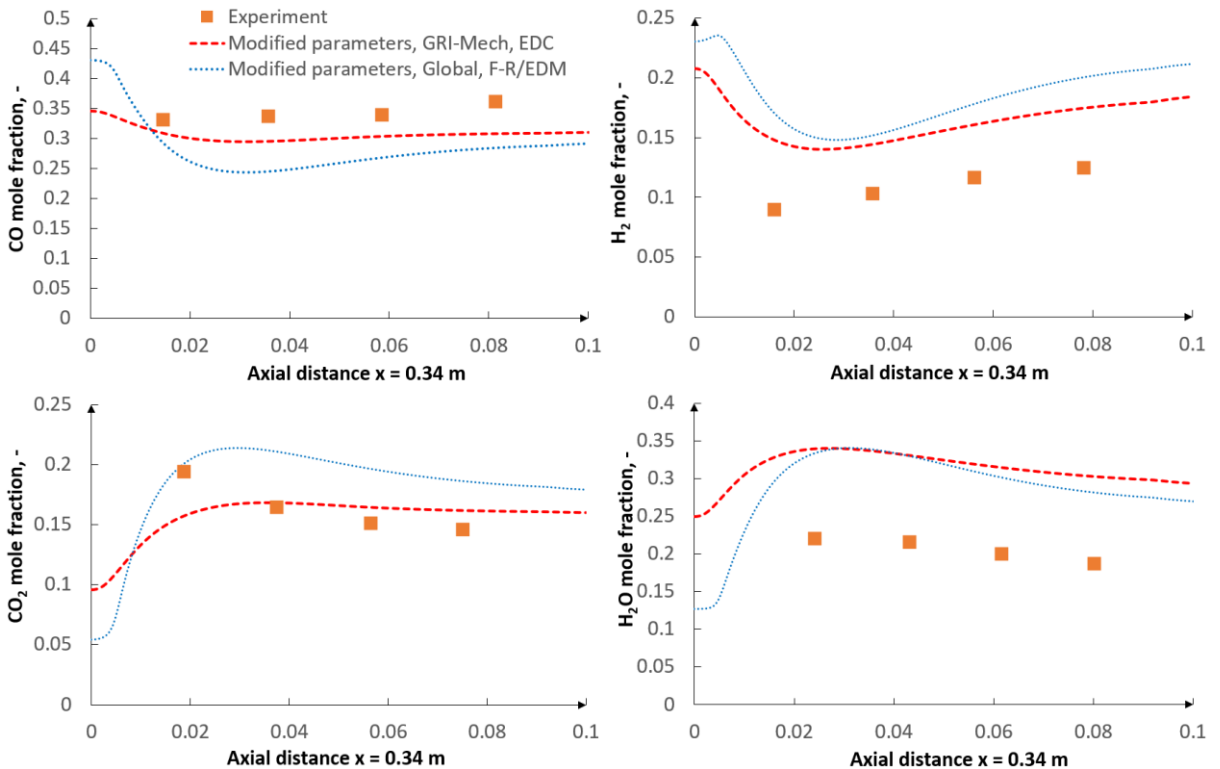 CO mole fraction, -
0.5
0.45
0.4
0.35
0.3
0.25
0.2
0.15
0.1
0.05
0
Experiment
Modified parameters, GRI-Mech, EDC
Modified parameters, Global, F-R/EDM
0 0.02 0.04 0.06 0.08 0.1
Axial distance x = 0.34 m
H₂ mole fraction, -
0.25
0.2
0.15
0.1
0.05
0
0 0.02 0.04 0.06 0.08 0.1
Axial distance x = 0.34 m
CO₂ mole fraction, -
0.25
0.2
0.15
0.1
0.05
0
0 0.02 0.04 0.06 0.08 0.1
Axial distance x = 0.34 m
H₂O mole fraction, -
0.4
0.35
0.3
0.25
0.2
0.15
0.1
0.05
0
0 0.02 0.04 0.06 0.08 0.1
Axial distance x = 0.34 m